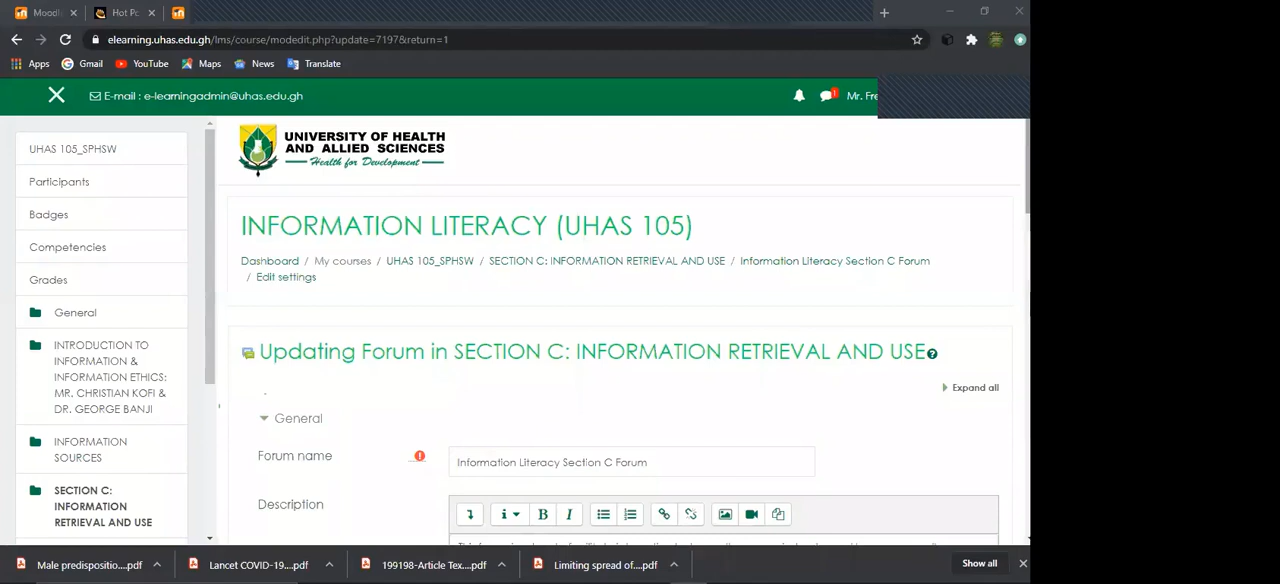 Moodl
Hot Po
elearning.uhas.edu.gh/lms/course/modedit.php?update=7197&return=1
Apps Gmail YouTube Maps News Translate
E-mail : e-learningadmin@uhas.edu.gh
1
Mr. Fre
UHAS 105_SPHSW
Participants
Badges
Competencies
Grades
General
INTRODUCTION TO
INFORMATION &
INFORMATION ETHICS:
MR. CHRISTIAN KOFI &
DR. GEORGE BANJI
INFORMATION
SOURCES
SECTION C:
INFORMATION
RETRIEVAL AND USE
UNIVERSITY OF HEALTH
AND ALLIED SCIENCES
Health for Development
INFORMATION LITERACY (UHAS 105)
Dashboard / My courses / UHAS 105_SPHSW / SECTION C: INFORMATION RETRIEVAL AND USE / Information Literacy Section C Forum
/ Edit settings
Updating Forum in SECTION C: INFORMATION RETRIEVAL AND USE
Expand all
General
Forum name
Information Literacy Section C Forum
Description
Male predispositio....pdf
Lancet COVID-19....pdf
199198-Article Tex....pdf
Limiting spread of....pdf
Show all